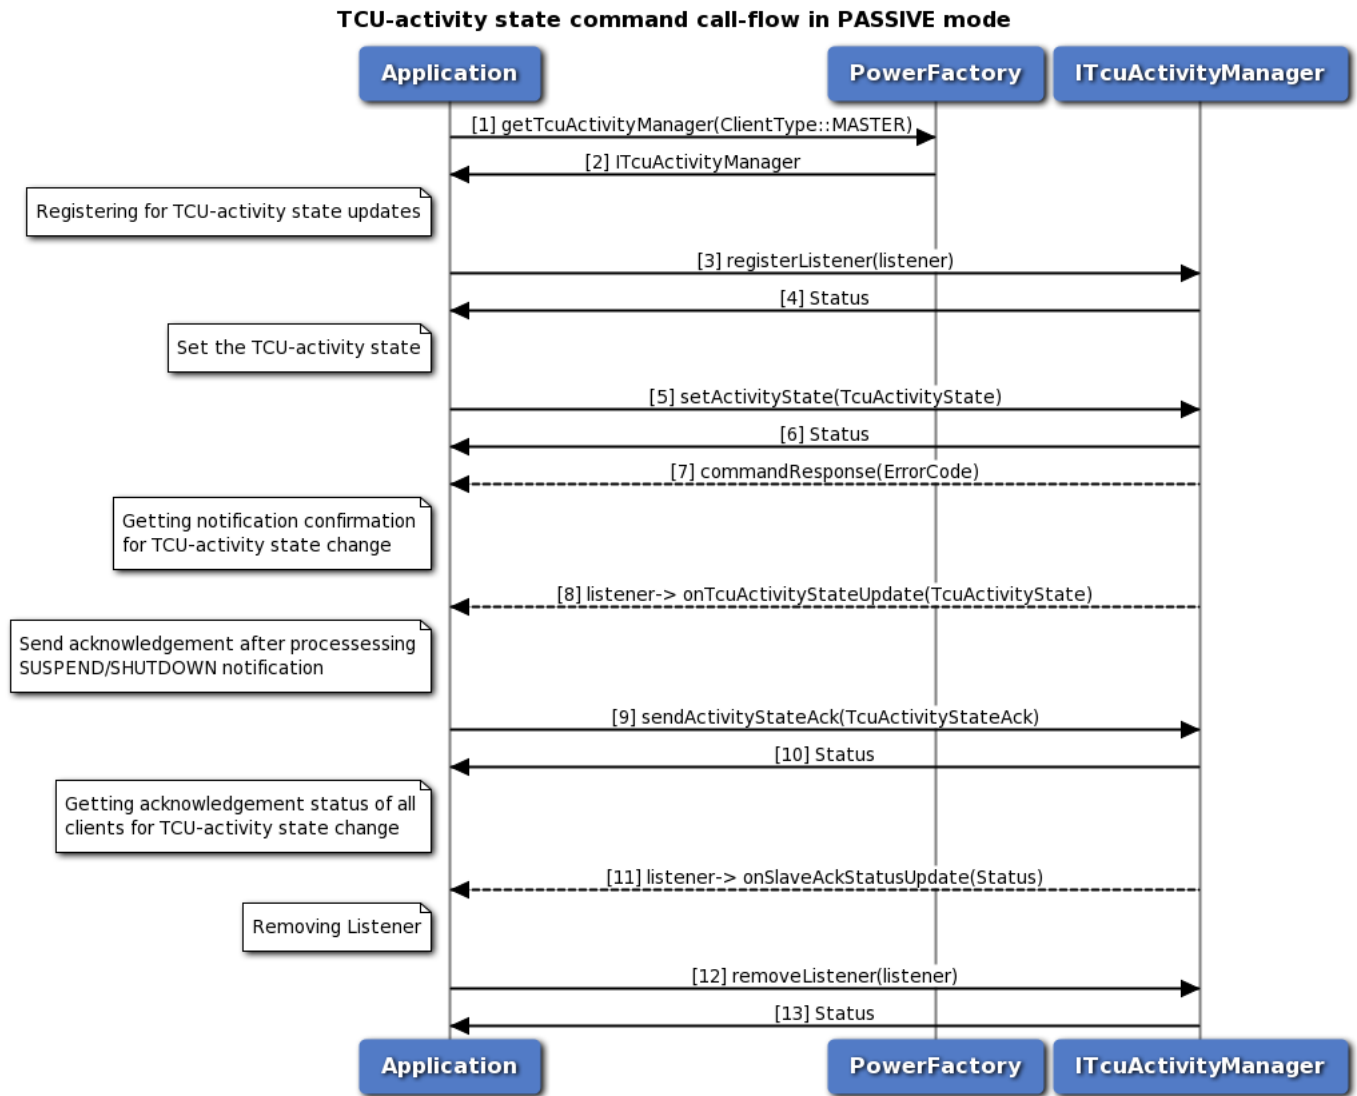 TCU-activity state command call-flow in PASSIVE mode
Application
PowerFactory
ITcuActivityManager
[1] getTcuActivityManager(ClientType::MASTER)
[2] ITcuActivityManager
Registering for TCU-activity state updates
[3] registerListener(listener)
[4] Status
Set the TCU-activity state
[5] setActivityState(TcuActivityState)
[6] Status
[7] commandResponse(ErrorCode)
Getting notification confirmation
for TCU-activity state change
[8] listener-> onTcuActivityStateUpdate(TcuActivityState)
Send acknowledgement after processessing
SUSPEND/SHUTDOWN notification
[9] sendActivityStateAck(TcuActivityStateAck)
[10] Status
Getting acknowledgement status of all
clients for TCU-activity state change
[11] listener-> onSlaveAckStatusUpdate(Status)
Removing Listener
[12] removeListener(listener)
[13] Status
Application
PowerFactory
ITcuActivityManager